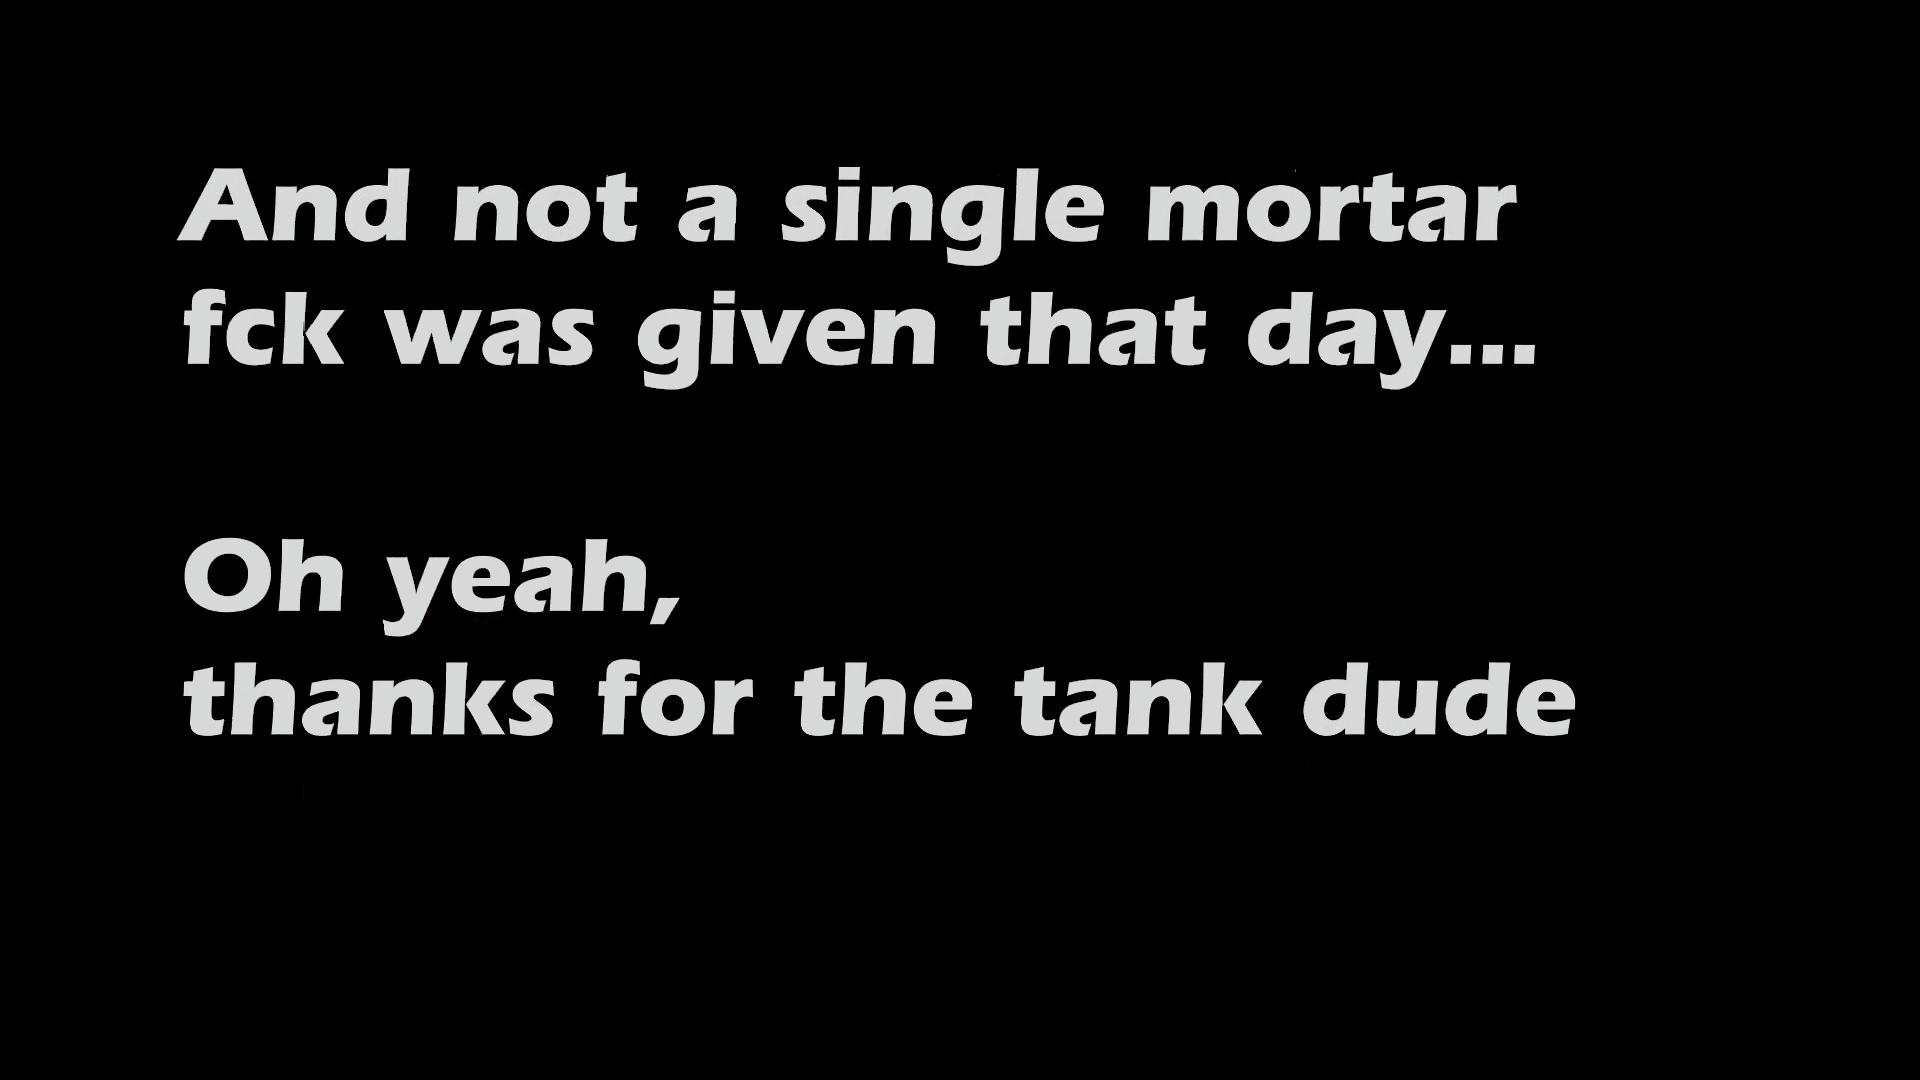 And not a single mortar
fck was given that day...
Oh yeah,
thanks for the tank dude